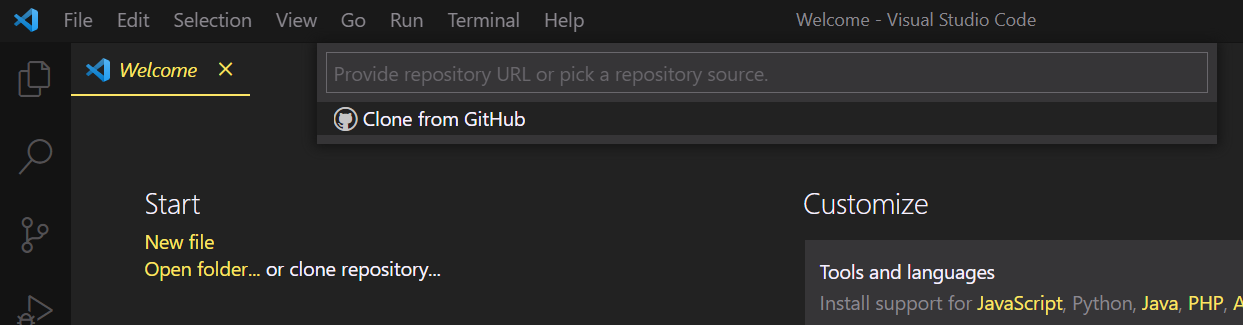 File Edit Selection View Go Run Terminal Help Welcome - Visual Studio Code
Welcome
Provide repository URL or pick a repository source.
Clone from GitHub
Start
New file
Open folder... or clone repository...
Customize
Tools and languages
Install support for JavaScript, Python, Java, PHP,